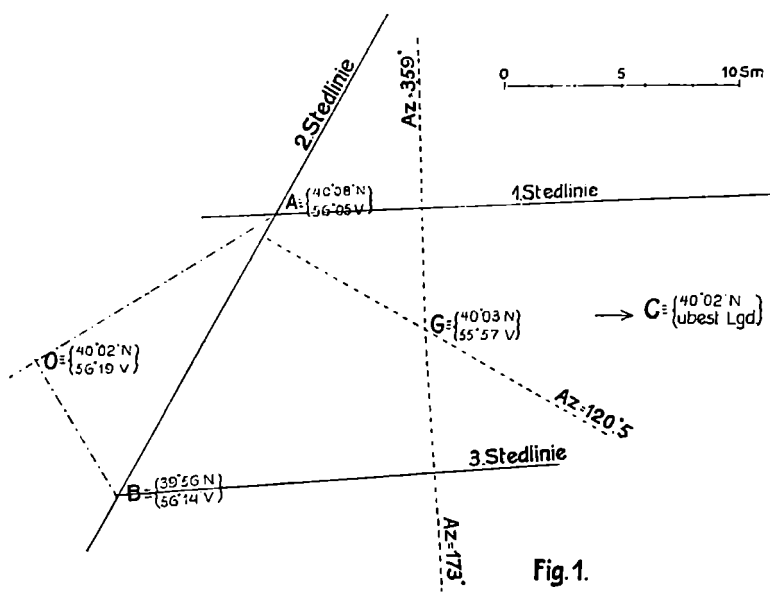 0 5 10 Sm
Az=359°
2.Stedlinie
A≡{40°08'N
56°05 V}
1.Stedlinie
O≡{40°02'N
56°19 V}
G≡{40°03 N
55°57 V}
→ C≡{40°02'N
ubest Lgd}
Az=120°5
3.Stedlinie
B≡{39°56 N
56°14 V}
Az=173°
Fig.1.